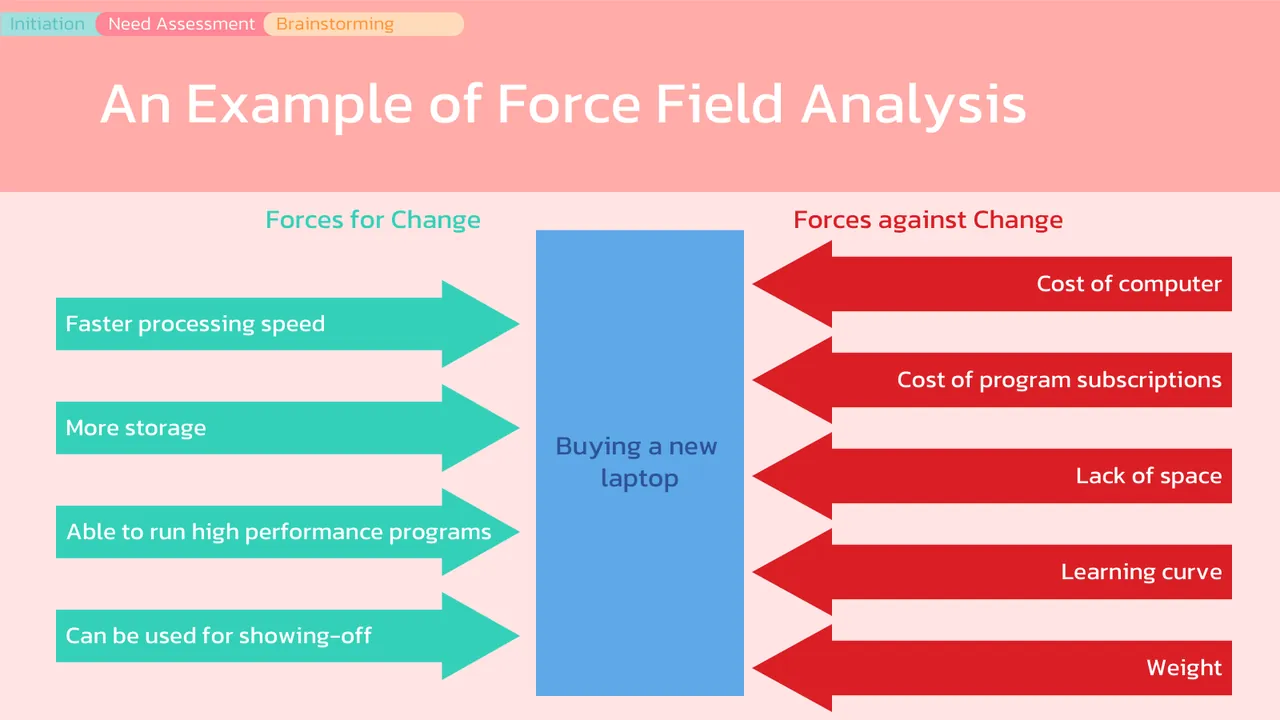 Initiation
Need Assessment
Brainstorming
An Example of Force Field Analysis
Forces for Change
Faster processing speed
More storage
Able to run high performance programs
Can be used for showing-off
Buying a new
laptop
Forces against Change
Cost of computer
Cost of program subscriptions
Lack of space
Learning curve
Weight